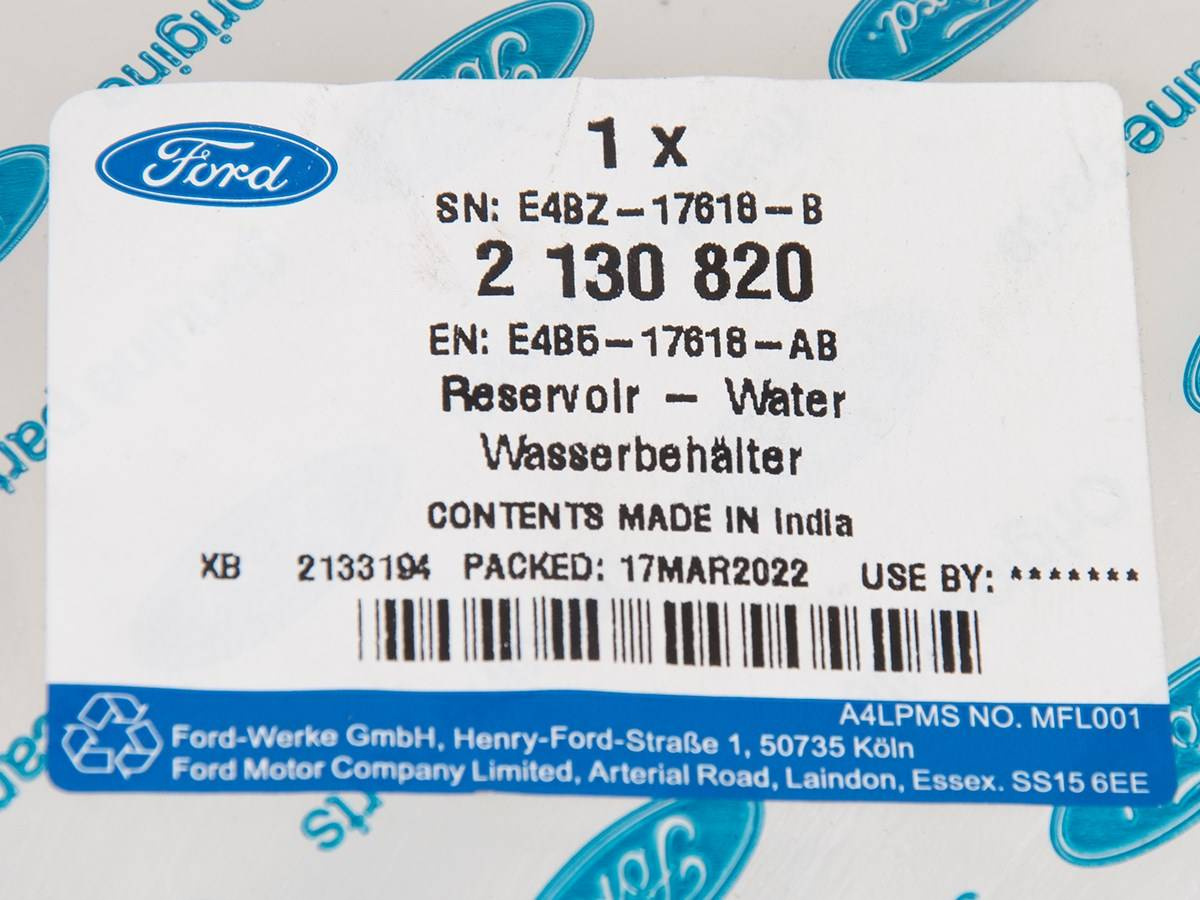 Ford
1 x
SN: E4BZ-17618-B
2 130 820
EN: E4B5-17618-AB
Reservoir - Water
Wasserbehälter
CONTENTS MADE IN India
XB 2133194 PACKED: 17MAR2022 USE BY: *******
A4LPMS NO. MFL001
Ford-Werke GmbH, Henry-Ford-Straße 1, 50735 Köln
Ford Motor Company Limited, Arterial Road, Laindon, Essex. SS15 6EE